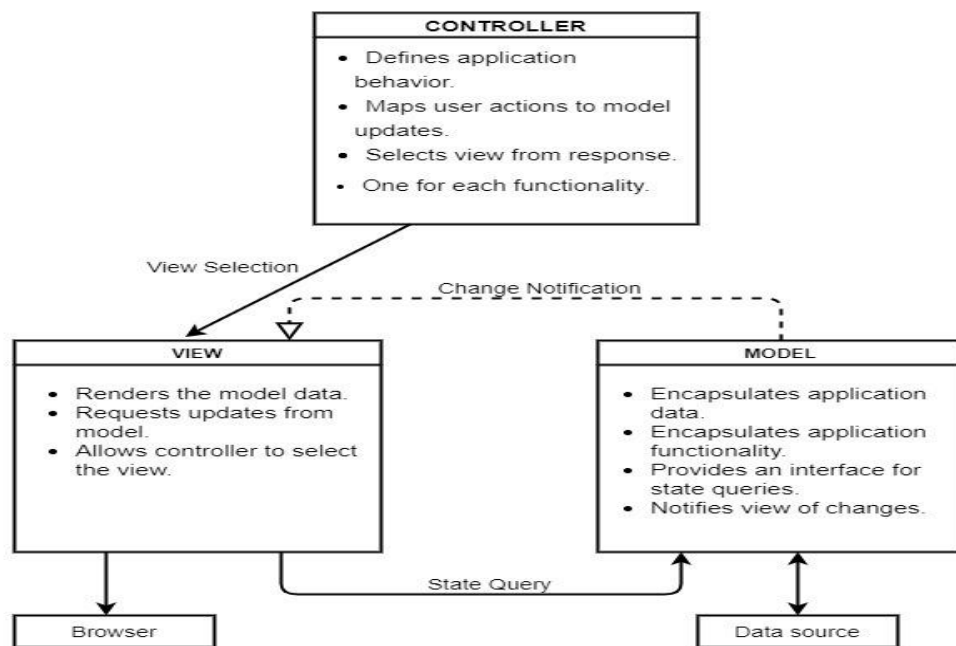 CONTROLLER
• Defines application
behavior.
• Maps user actions to model
updates.
• Selects view from response.
• One for each functionality.
View Selection
Change Notification
VIEW
• Renders the model data.
• Requests updates from
model.
• Allows controller to select
the view.
MODEL
• Encapsulates application
data.
• Encapsulates application
functionality.
• Provides an interface for
state queries.
• Notifies view of changes.
State Query
Browser
Data source